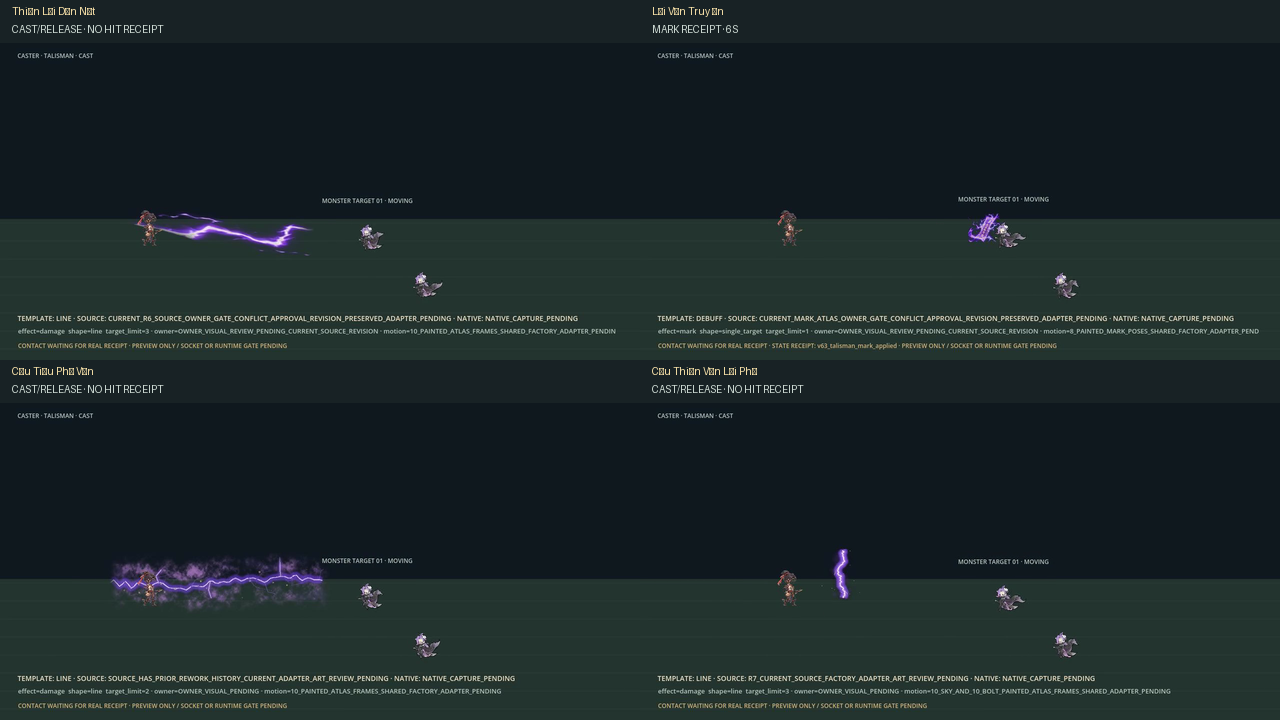 CAST/RELEASE · NO HIT RECEIPT
CASTER · TALISMAN · CAST
MONSTER TARGET 01 · MOVING
TEMPLATE: LINE · SOURCE: CURRENT_R6_SOURCE_OWNER_GATE_CONFLICT_APPROVAL_REVISION_PRESERVED_ADAPTER_PENDING · NATIVE: NATIVE_CAPTURE_PENDING
effect=damage shape=line target_limit=3 · owner=OWNER_VISUAL_REVIEW_PENDING_CURRENT_SOURCE_REVISION · motion=10_PAINTED_ATLAS_FRAMES_SHARED_FACTORY_ADAPTER_PENDIN
CONTACT WAITING FOR REAL RECEIPT · PREVIEW ONLY / SOCKET OR RUNTIME GATE PENDING
MARK RECEIPT · 6S
CASTER · TALISMAN · CAST
MONSTER TARGET 01 · MOVING
TEMPLATE: DEBUFF · SOURCE: CURRENT_MARK_ATLAS_OWNER_GATE_CONFLICT_APPROVAL_REVISION_PRESERVED_ADAPTER_PENDING · NATIVE: NATIVE_CAPTURE_PENDING
effect=mark shape=single_target target_limit=1 · owner=OWNER_VISUAL_REVIEW_PENDING_CURRENT_SOURCE_REVISION · motion=8_PAINTED_MARK_POSES_SHARED_FACTORY_ADAPTER_PEND
CONTACT WAITING FOR REAL RECEIPT · STATE RECEIPT: v63_talisman_mark_applied · PREVIEW ONLY / SOCKET OR RUNTIME GATE PENDING
CAST/RELEASE · NO HIT RECEIPT
CASTER · TALISMAN · CAST
MONSTER TARGET 01 · MOVING
TEMPLATE: LINE · SOURCE: SOURCE_HAS_PRIOR_REWORK_HISTORY_CURRENT_ADAPTER_ART_REVIEW_PENDING · NATIVE: NATIVE_CAPTURE_PENDING
effect=damage shape=line target_limit=2 · owner=OWNER_VISUAL_PENDING · motion=10_PAINTED_ATLAS_FRAMES_SHARED_FACTORY_ADAPTER_PENDING
CONTACT WAITING FOR REAL RECEIPT · PREVIEW ONLY / SOCKET OR RUNTIME GATE PENDING
CAST/RELEASE · NO HIT RECEIPT
CASTER · TALISMAN · CAST
MONSTER TARGET 01 · MOVING
TEMPLATE: LINE · SOURCE: R7_CURRENT_SOURCE_FACTORY_ADAPTER_ART_REVIEW_PENDING · NATIVE: NATIVE_CAPTURE_PENDING
effect=damage shape=line target_limit=3 · owner=OWNER_VISUAL_PENDING · motion=10_SKY_AND_10_BOLT_PAINTED_ATLAS_FRAMES_SHARED_ADAPTER_PENDING
CONTACT WAITING FOR REAL RECEIPT · PREVIEW ONLY / SOCKET OR RUNTIME GATE PENDING